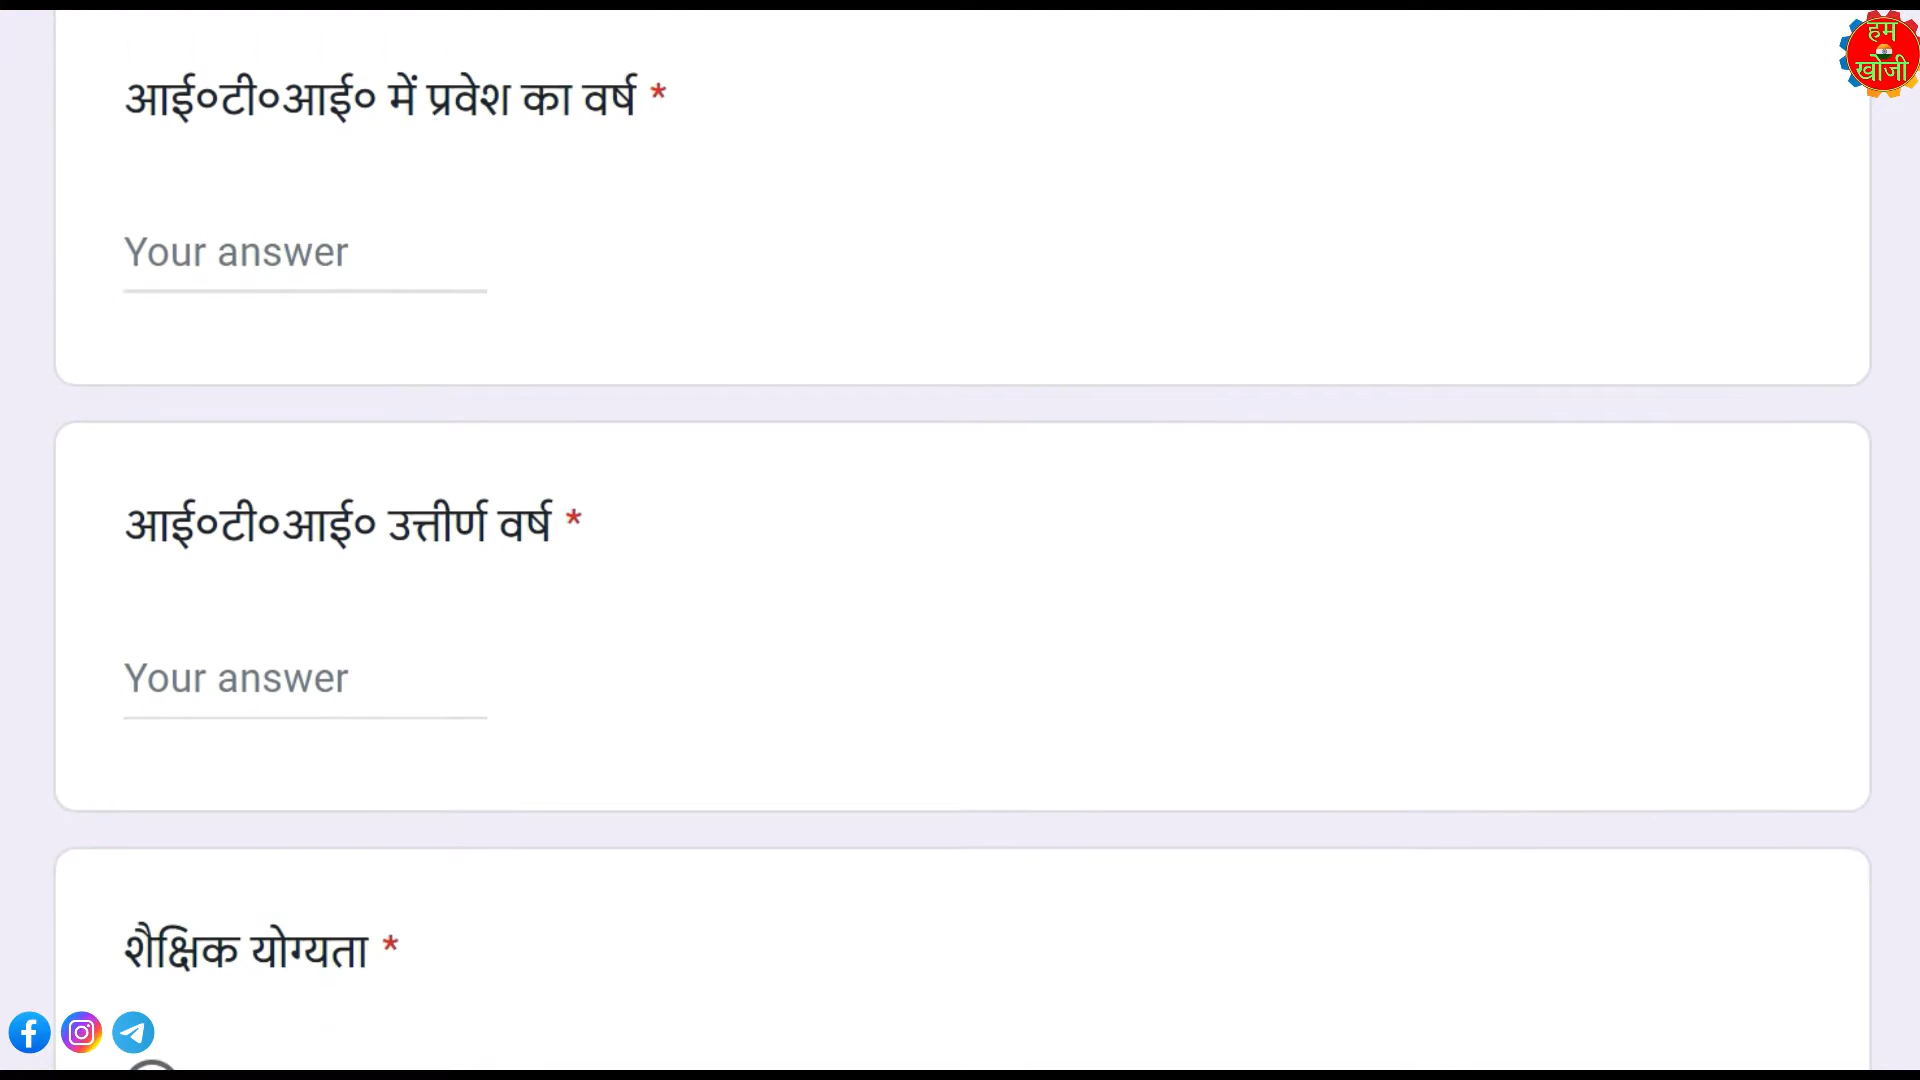 हम
खोजी
आई०टी०आई० में प्रवेश का वर्ष *
Your answer
आई०टी०आई० उत्तीर्ण वर्ष *
Your answer
शैक्षिक योग्यता *